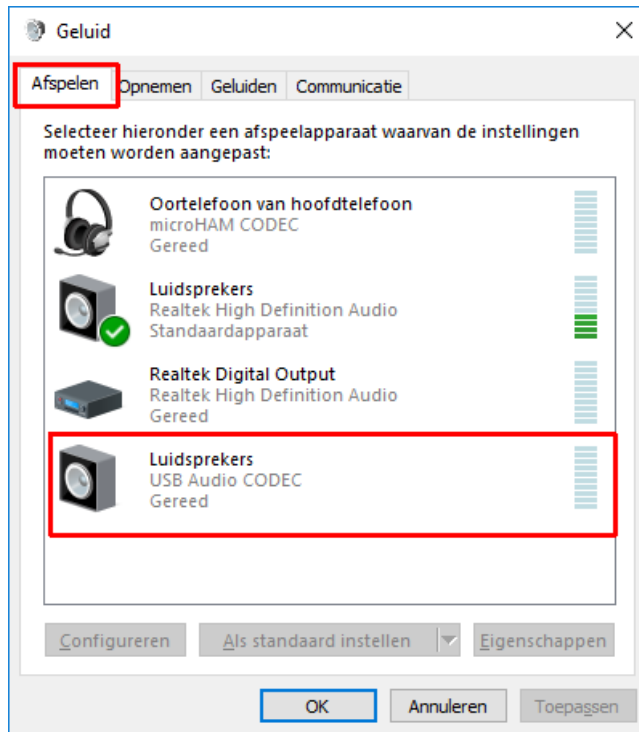 Geluid
Afspelen
Opnemen
Geluiden
Communicatie
Selecteer hieronder een afspeelapparaat waarvan de instellingen
moeten worden aangepast:
Oortelefoon van hoofdtelefoon
microHAM CODEC
Gereed
Luidsprekers
Realtek High Definition Audio
Standaardapparaat
Realtek Digital Output
Realtek High Definition Audio
Gereed
Luidsprekers
USB Audio CODEC
Gereed
Configureren
Als standaard instellen
Eigenschappen
OK
Annuleren
Toepassen